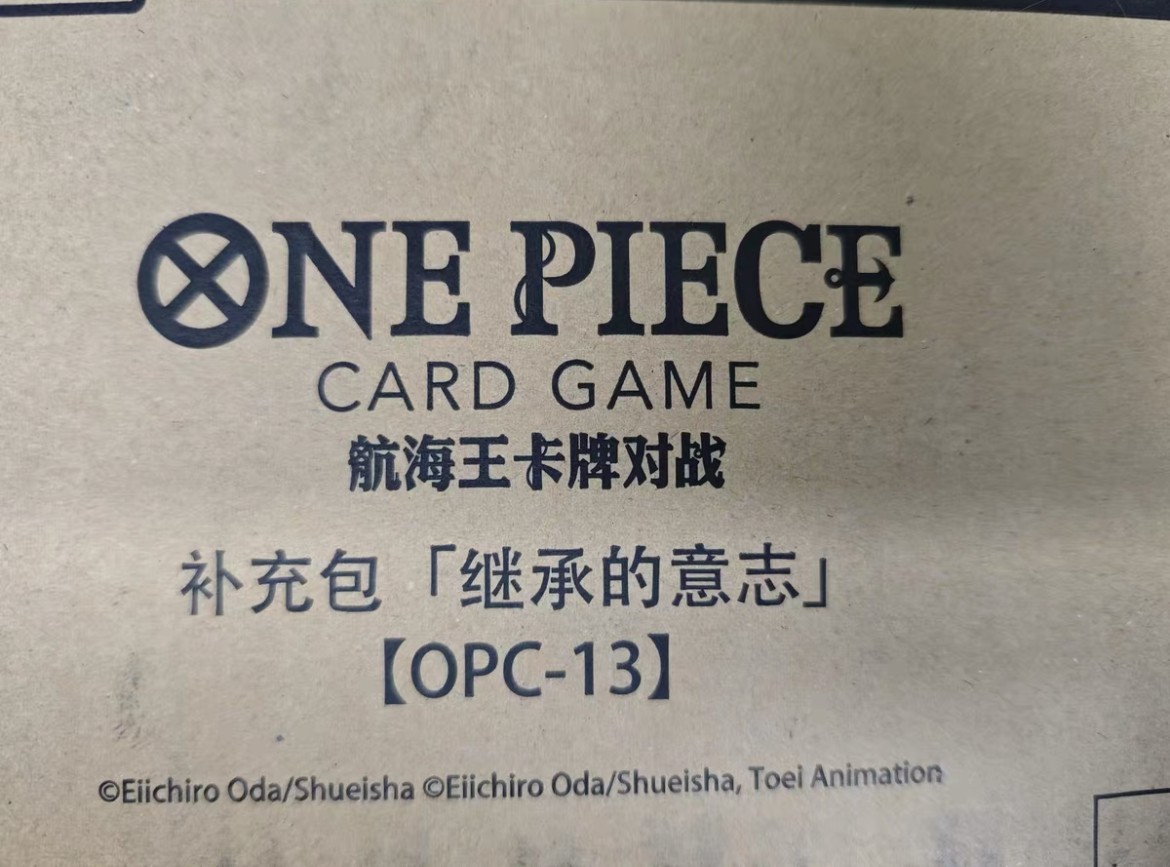 ONE PIECE
CARD GAME
航海王卡牌对战
补充包「继承的意志」
【OPC-13】
©Eiichiro Oda/Shueisha ©Eiichiro Oda/Shueisha, Toei Animation